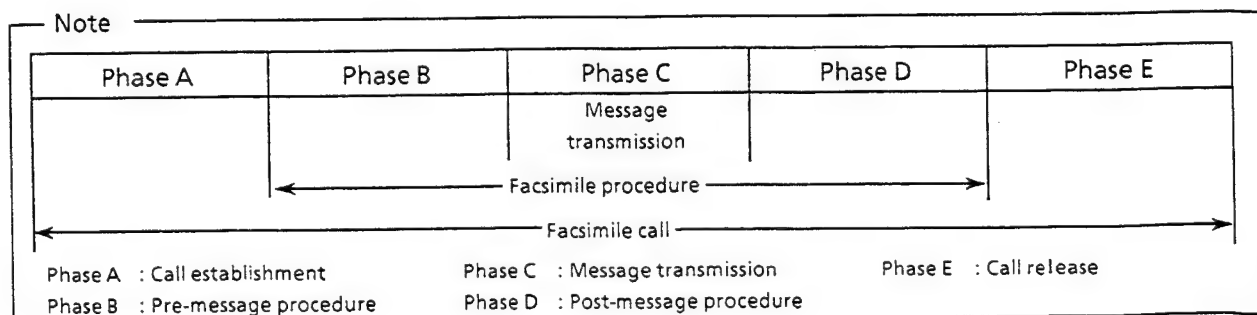 Note
Phase A Phase B Phase C Phase D Phase E
Message
transmission
Facsimile procedure
Facsimile call
Phase A : Call establishment Phase C : Message transmission Phase E : Call release
Phase B : Pre-message procedure Phase D : Post-message procedure